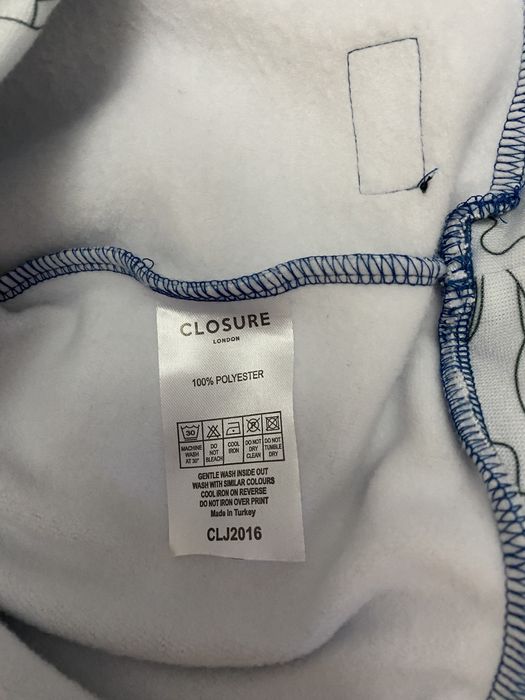 CLOSURE
LONDON
100% POLYESTER
30
MACHINE WASH AT 30°
DO NOT BLEACH
COOL IRON
DO NOT DRY CLEAN
DO NOT TUMBLE DRY
GENTLE WASH INSIDE OUT
WASH WITH SIMILAR COLOURS
COOL IRON ON REVERSE
DO NOT IRON OVER PRINT
Made in Turkey
CLJ2016